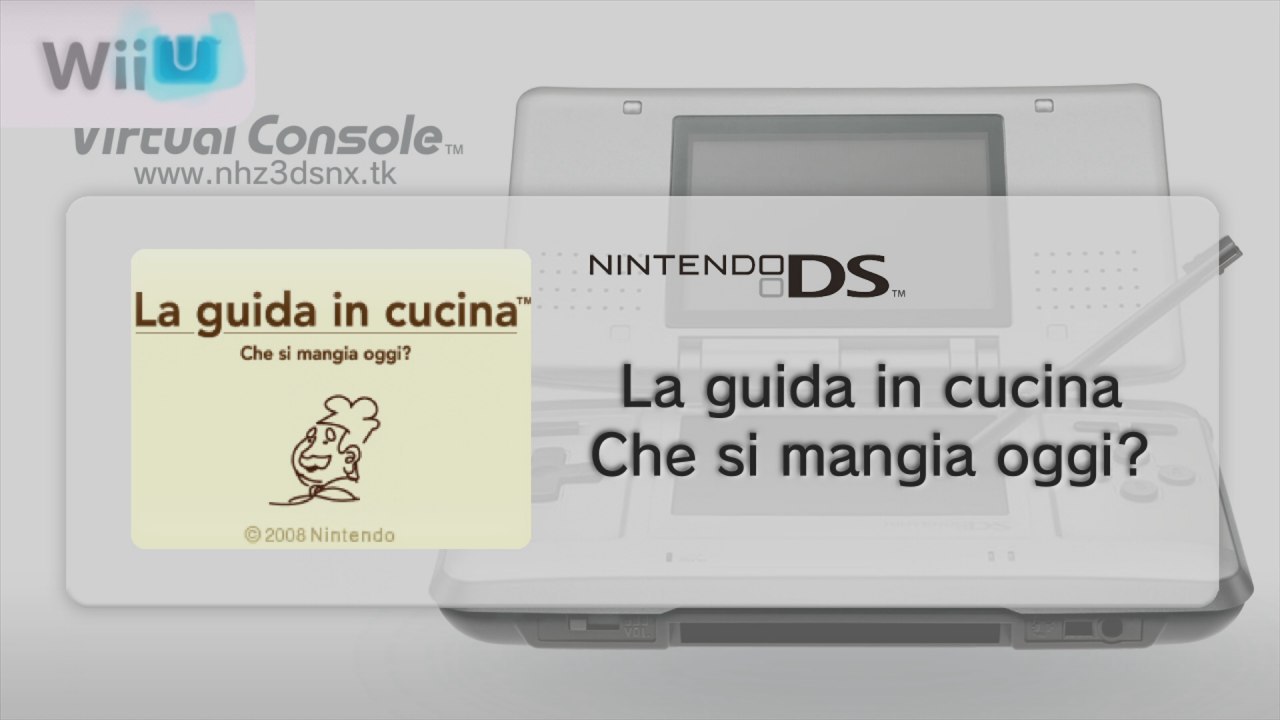 WiiU
Virtual Console™
www.nhz3dsnx.tk
NINTENDO DS™
La guida in cucina™
Che si mangia oggi?
© 2008 Nintendo
La guida in cucina
Che si mangia oggi?
VOL.